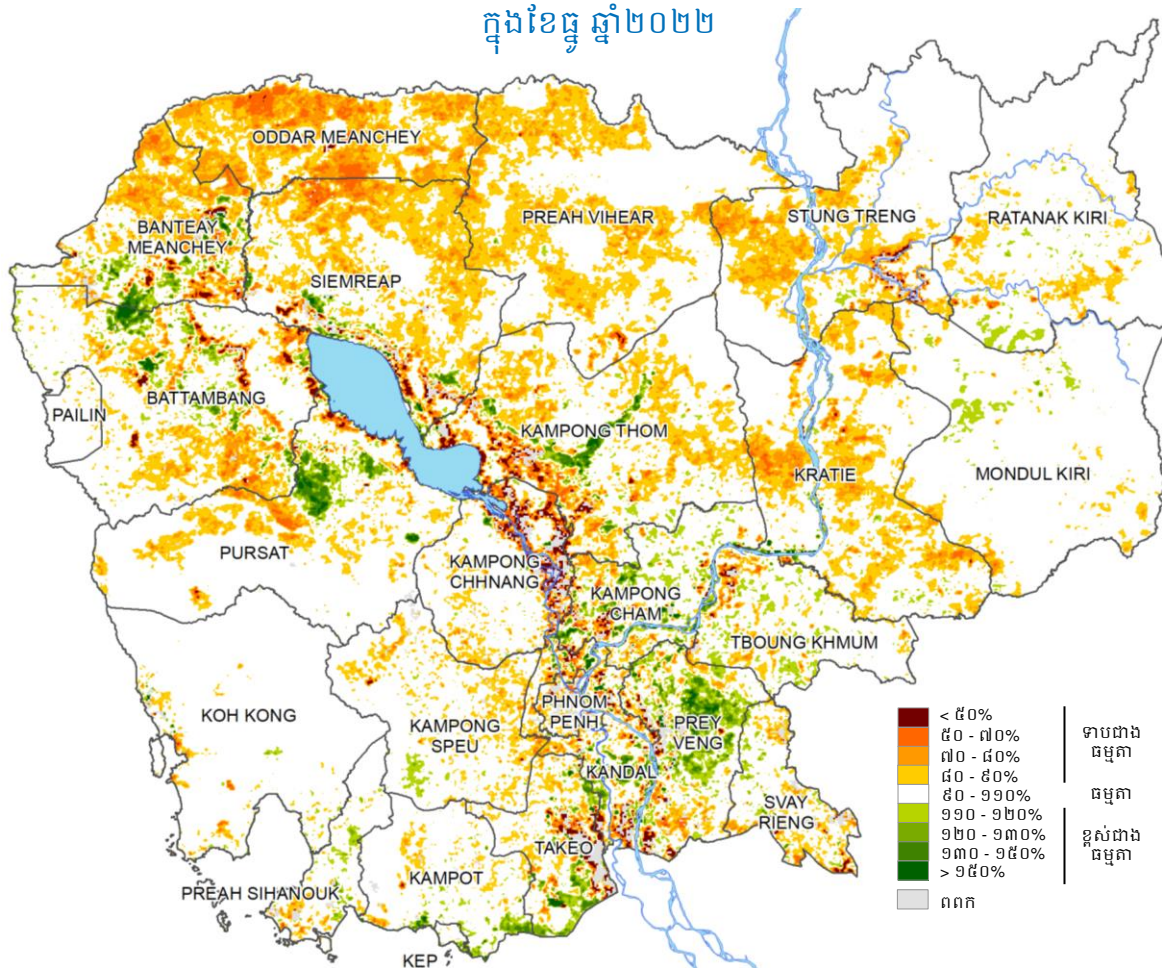 ក្នុងខែធ្នូ ឆ្នាំ២០២២
ODDAR MEANCHEY
BANTEAY
MEANCHEY
PREAH VIHEAR
STUNG TRENG
RATANAK KIRI
SIEMREAP
BATTAMBANG
PAILIN
KAMPONG THOM
KRATIE
MONDUL KIRI
PURSAT
KAMPONG
CHHNANG
KAMPONG
CHAM
TBOUNG KHMUM
KOH KONG
KAMPONG
SPEU
PHNOM
PENH
PREY
VENG
KANDAL
SVAY
RIENG
TAKEO
KAMPOT
PREAH SIHANOUK
KEP
< ៥០%
៥០ - ៧០%
៧០ - ៨០%
៨០ - ៩០%
ទាបជាង
ធម្មតា
៩០ - ១១០%
ធម្មតា
១១០ - ១២០%
១២០ - ១៣០%
១៣០ - ១៥០%
> ១៥០%
ខ្ពស់ជាង
ធម្មតា
ពពក